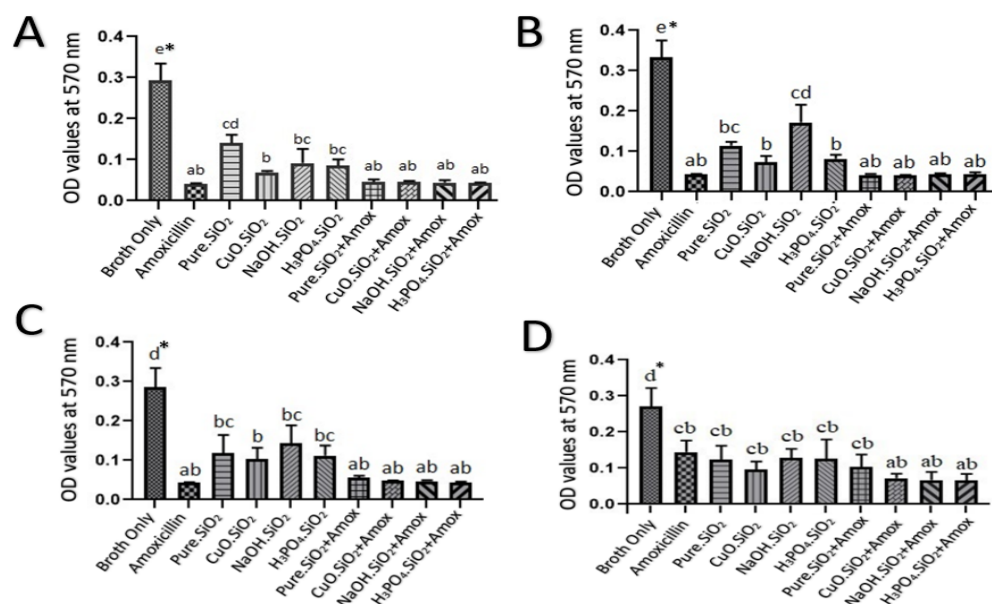 A
OD values at 570 nm
0.4
0.3
0.2
0.1
0.0
e*
ab
cd
b
bc
bc
ab
ab
ab
ab
Broth Only
Amoxicillin
Pure.SiO₂
CuO.SiO₂
NaOH.SiO₂
H₃PO₄.SiO₂
Pure.SiO₂+Amox
CuO.SiO₂+Amox
NaOH.SiO₂+Amox
H₃PO₄.SiO₂+Amox
B
OD values at 570 nm
0.4
0.3
0.2
0.1
0.0
e*
ab
bc
b
cd
b
ab
ab
ab
ab
Broth Only
Amoxicillin
Pure.SiO₂
CuO.SiO₂
NaOH.SiO₂
H₃PO₄.SiO₂
Pure.SiO₂+Amox
CuO.SiO₂+Amox
NaOH.SiO₂+Amox
H₃PO₄.SiO₂+Amox
C
OD values at 570 nm
0.4
0.3
0.2
0.1
0.0
d*
ab
bc
b
bc
bc
ab
ab
ab
ab
Broth Only
Amoxicillin
Pure.SiO₂
CuO.SiO₂
NaOH.SiO₂
H₃PO₄.SiO₂
Pure.SiO₂+Amox
CuO.SiO₂+Amox
NaOH.SiO₂+Amox
H₃PO₄.SiO₂+Amox
D
OD values at 570 nm
0.4
0.3
0.2
0.1
0.0
d*
cb
cb
cb
cb
cb
cb
ab
ab
ab
Broth Only
Amoxicillin
Pure.SiO₂
CuO.SiO₂
NaOH.SiO₂
H₃PO₄.SiO₂
Pure.SiO₂+Amox
CuO.SiO₂+Amox
NaOH.SiO₂+Amox
H₃PO₄.SiO₂+Amox